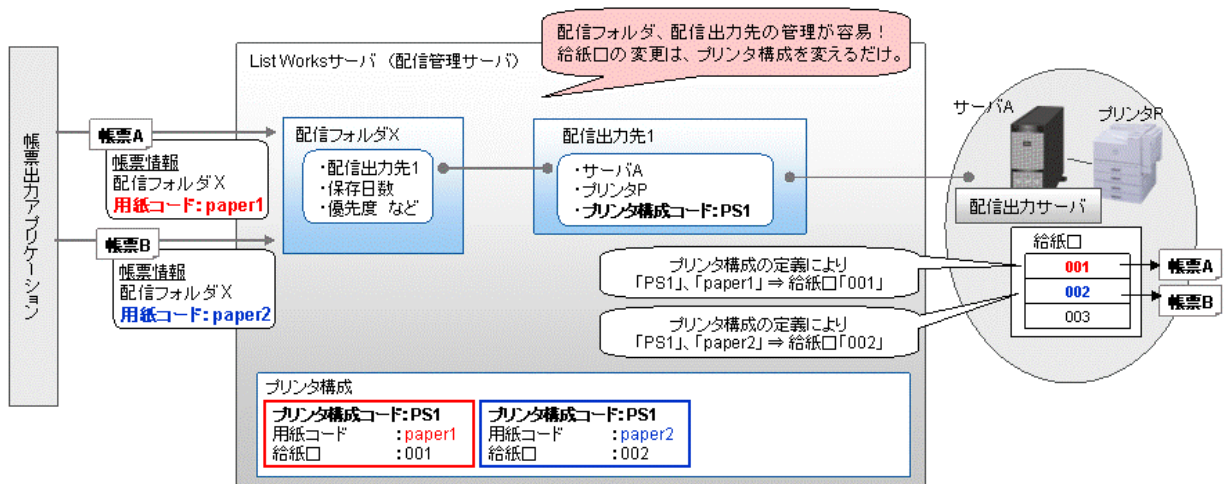 配信フォルダ、配信出力先の管理が容易！
給紙口の変更は、プリンタ構成を変えるだけ。
List Worksサーバ（配信管理サーバ）
帳票出力アプリケーション
帳票A
帳票情報
配信フォルダX
用紙コード：paper1
帳票B
帳票情報
配信フォルダX
用紙コード：paper2
配信フォルダX
・配信出力先1
・保存日数
・優先度 など
配信出力先1
・サーバA
・プリンタP
・プリンタ構成コード：PS1
サーバA
プリンタP
配信出力サーバ
給紙口
001
002
003
帳票A
帳票B
プリンタ構成の定義により
「PS1」、「paper1」⇒給紙口「001」
プリンタ構成の定義により
「PS1」、「paper2」⇒給紙口「002」
プリンタ構成
プリンタ構成コード：PS1
用紙コード　：paper1
給紙口　：001
プリンタ構成コード：PS1
用紙コード　：paper2
給紙口　：002